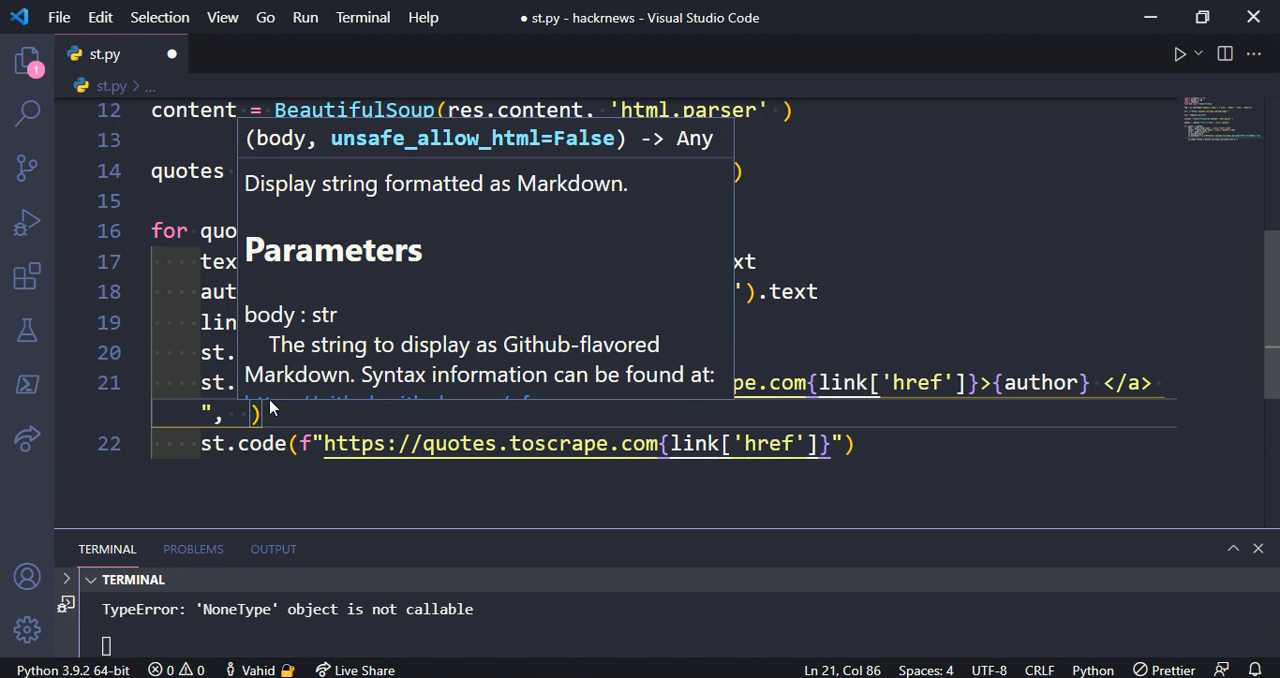 File Edit Selection View Go Run Terminal Help ● st.py - hackrnews - Visual Studio Code
st.py
1
st.py > ...
12 content = BeautifulSoup(res.content, 'html.parser' )
13 (body, unsafe_allow_html=False) -> Any
14 quotes )
Display string formatted as Markdown.
15
16 for quo
Parameters
17 tex xt
18 aut ').text
19 lin
body : str
20 st.
The string to display as Github-flavored
21 st. pe.com{link['href']}>{author} </a>
Markdown. Syntax information can be found at:
", )
22 st.code(f"https://quotes.toscrape.com{link['href']}")
TERMINAL PROBLEMS OUTPUT
TERMINAL
TypeError: 'NoneType' object is not callable
Python 3.9.2 64-bit 0 0 Vahid Live Share Ln 21, Col 86 Spaces: 4 UTF-8 CRLF Python Prettier